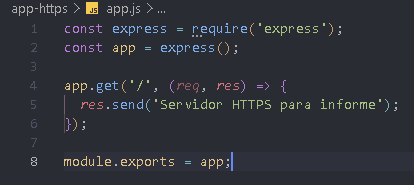 app-https > JS app.js > ...
1 const express = require('express');
2 const app = express();
3
4 app.get('/', (req, res) => {
5 res.send('Servidor HTTPS para informe');
6 });
7
8 module.exports = app;